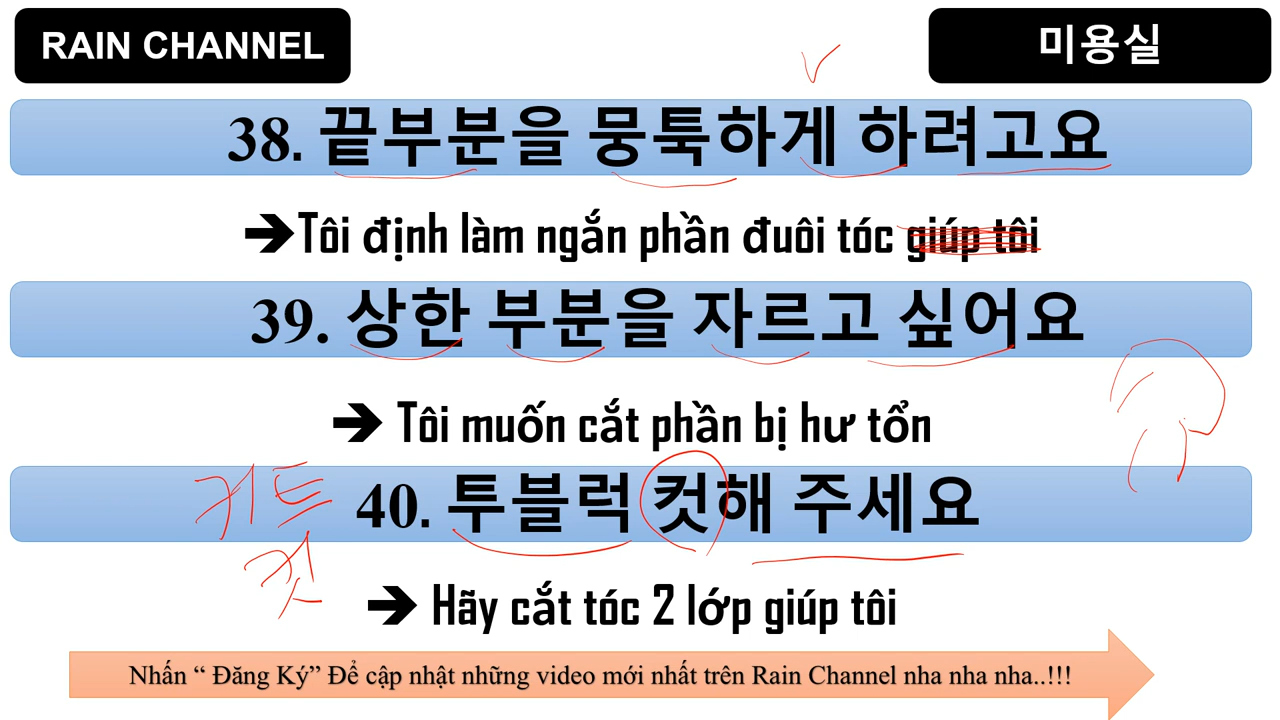 RAIN CHANNEL
미용실
38. 끝부분을 뭉툭하게 하려고요
➔Tôi định làm ngắn phần đuôi tóc giúp tôi
39. 상한 부분을 자르고 싶어요
➔ Tôi muốn cắt phần bị hư tổn
커트
40. 투블럭 컷해 주세요
컷
➔ Hãy cắt tóc 2 lớp giúp tôi
Nhấn “ Đăng Ký” Để cập nhật những video mới nhất trên Rain Channel nha nha nha..!!!